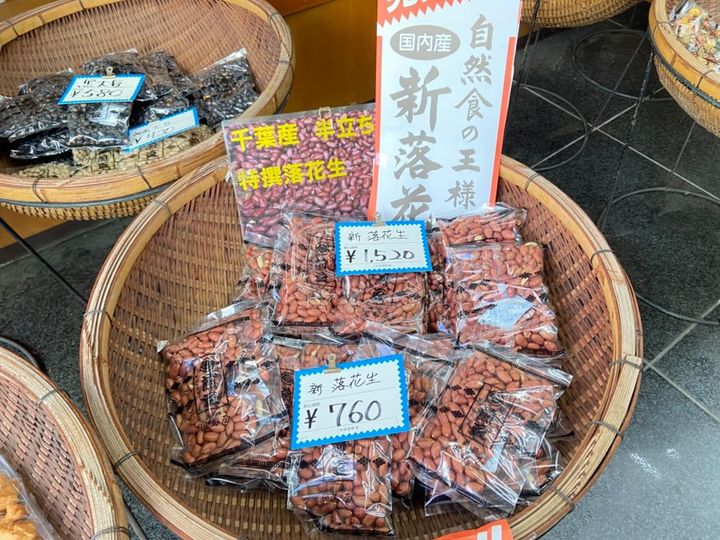 自然食の王様
国内産
新落花
千葉産 半立ち
特撰落花生
新 落花生
¥1,520
新 落花生
¥760
¥580